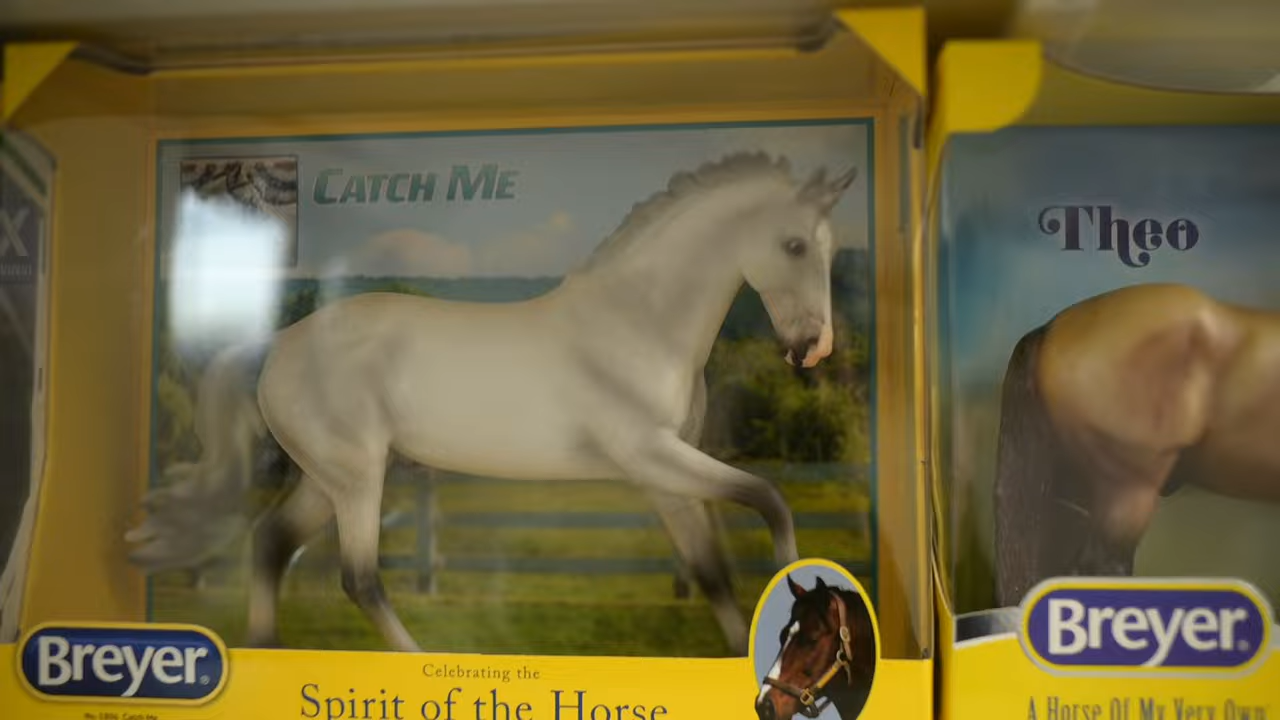 X
CATCH ME
Theo
Breyer
Celebrating the
Spirit of the Horse
Breyer
A Horse Of My Very Own